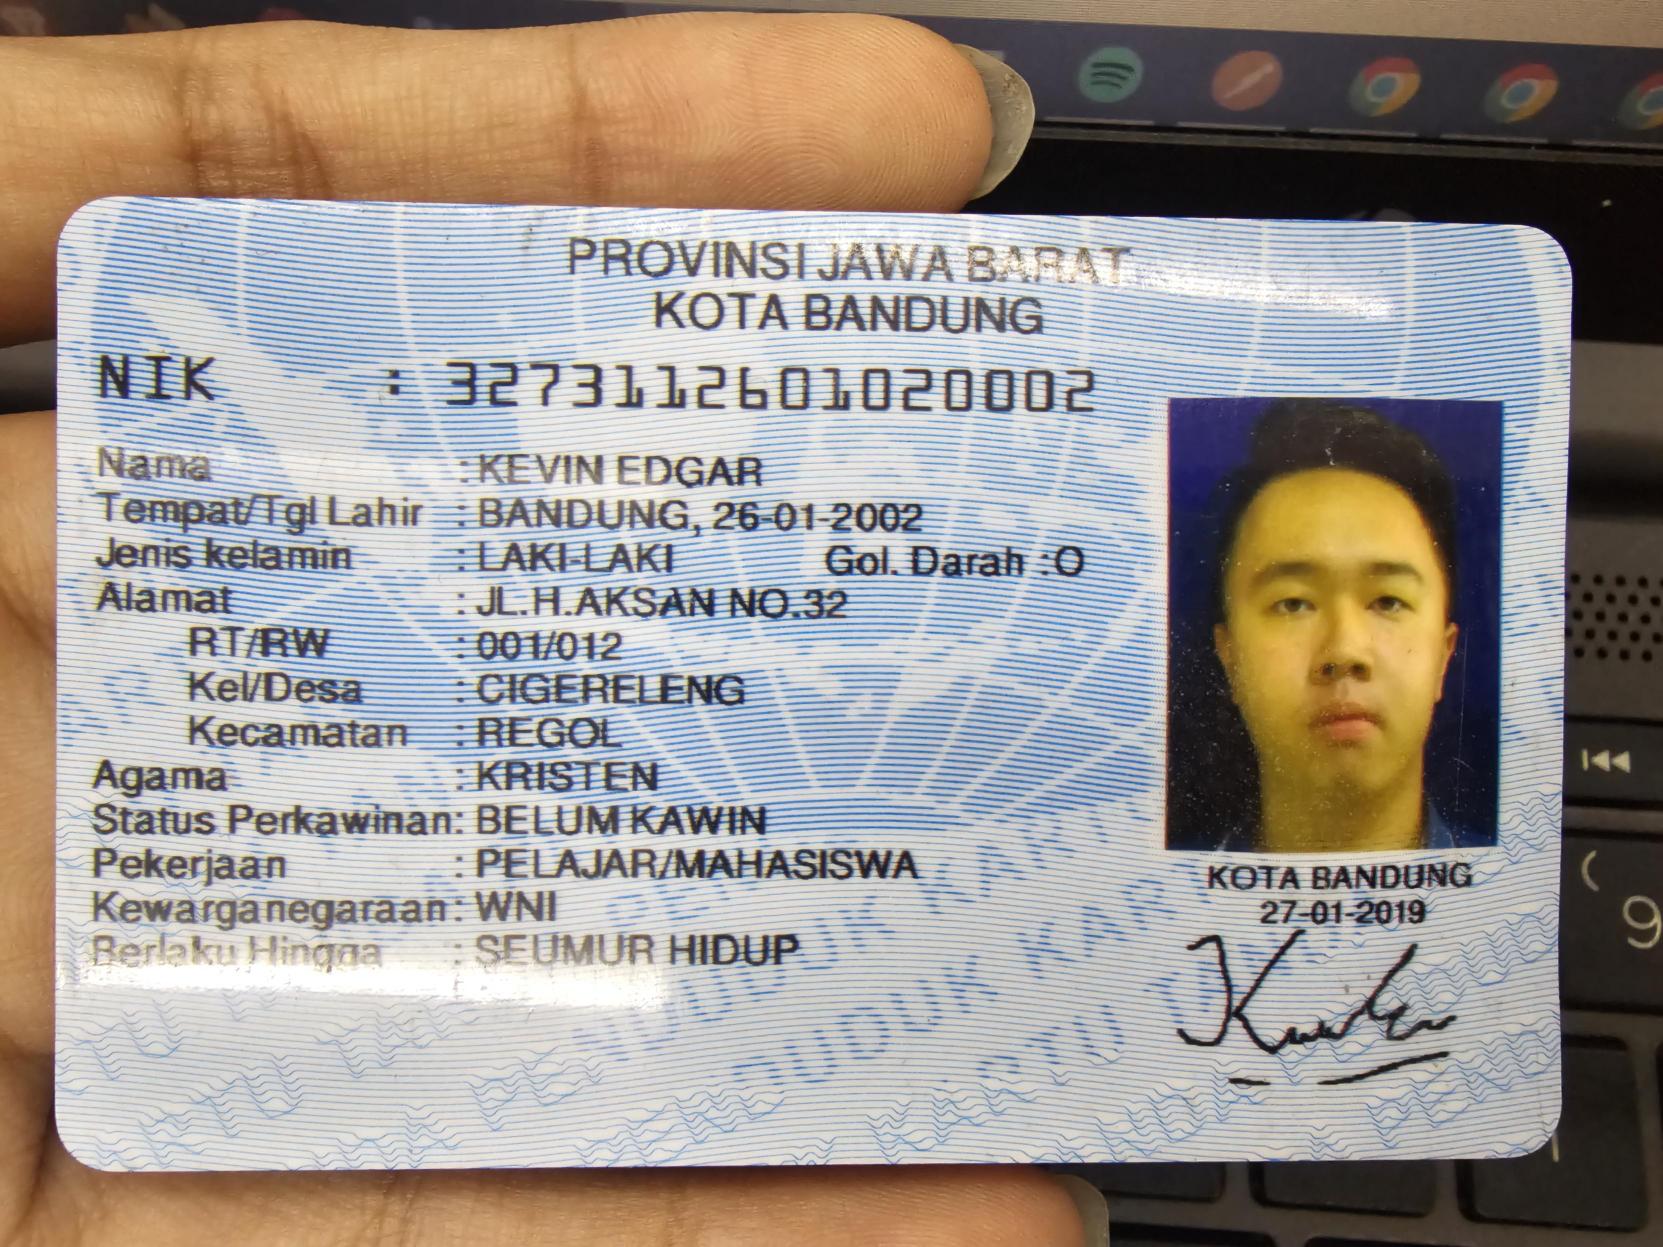 PROVINSI JAWA BARAT
KOTA BANDUNG
NIK : 3273112601020002
Nama : KEVIN EDGAR
Tempat/Tgl Lahir : BANDUNG, 26-01-2002
Jenis kelamin : LAKI-LAKI Gol. Darah :O
Alamat : JL.H.AKSAN NO.32
RT/RW : 001/012
Kel/Desa : CIGERELENG
Kecamatan : REGOL
Agama : KRISTEN
Status Perkawinan: BELUM KAWIN
Pekerjaan : PELAJAR/MAHASISWA
Kewarganegaraan: WNI
Berlaku Hingga : SEUMUR HIDUP
KOTA BANDUNG
27-01-2019
(
9